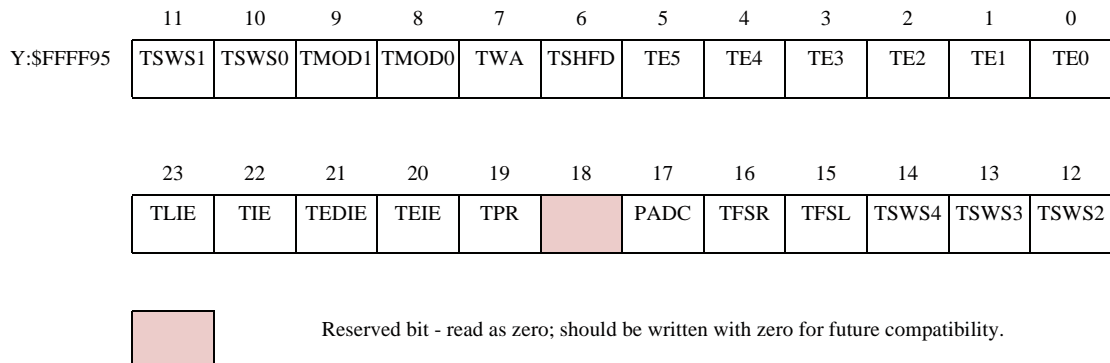 11 10 9 8 7 6 5 4 3 2 1 0
Y:$FFFF95 TSWS1 TSWS0 TMOD1 TMOD0 TWA TSHFD TE5 TE4 TE3 TE2 TE1 TE0
23 22 21 20 19 18 17 16 15 14 13 12
TLIE TIE TEDIE TEIE TPR PADC TFSR TFSL TSWS4 TSWS3 TSWS2
Reserved bit - read as zero; should be written with zero for future compatibility.